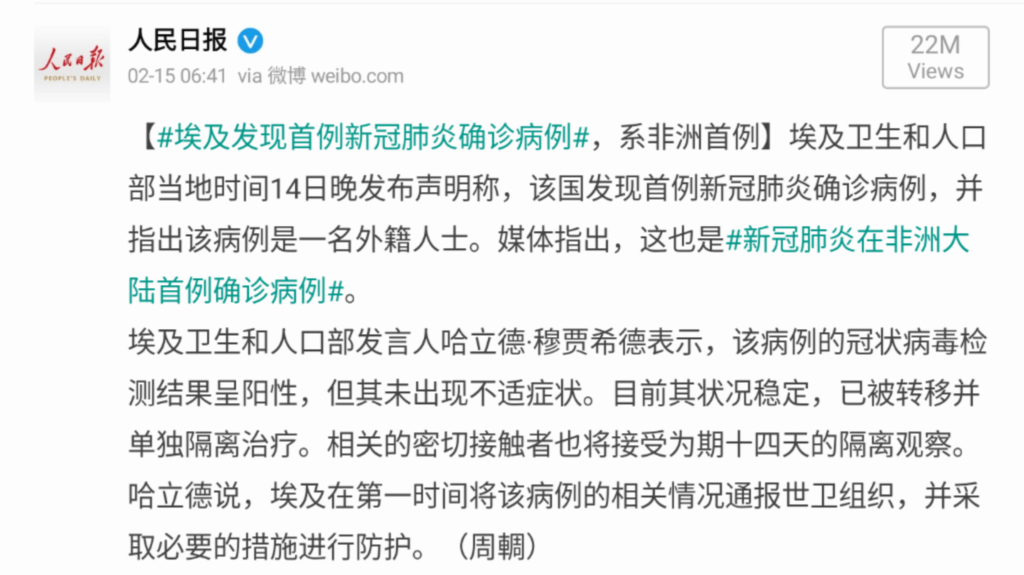 人民日报
人民日报
PEOPLE'S DAILY
02-15 06:41 via 微博 weibo.com
22M
Views
【#埃及发现首例新冠肺炎确诊病例#，系非洲首例】埃及卫生和人口
部当地时间14日晚发布声明称，该国发现首例新冠肺炎确诊病例，并
指出该病例是一名外籍人士。媒体指出，这也是#新冠肺炎在非洲大
陆首例确诊病例#。
埃及卫生和人口部发言人哈立德·穆贾希德表示，该病例的冠状病毒检
测结果呈阳性，但其未出现不适症状。目前其状况稳定，已被转移并
单独隔离治疗。相关的密切接触者也将接受为期十四天的隔离观察。
哈立德说，埃及在第一时间将该病例的相关情况通报世卫组织，并采
取必要的措施进行防护。（周輖）